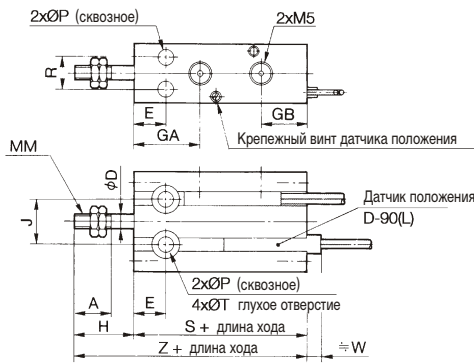 2xØP (сквозное)
2xM5
R
E
GA
GB
Крепежный винт датчика положения
MM
φD
Датчик положения
D-90(L)
J
2xØP (сквозное)
4xØT глухое отверстие
A
E
H
S + длина хода
Z + длина хода
≒W